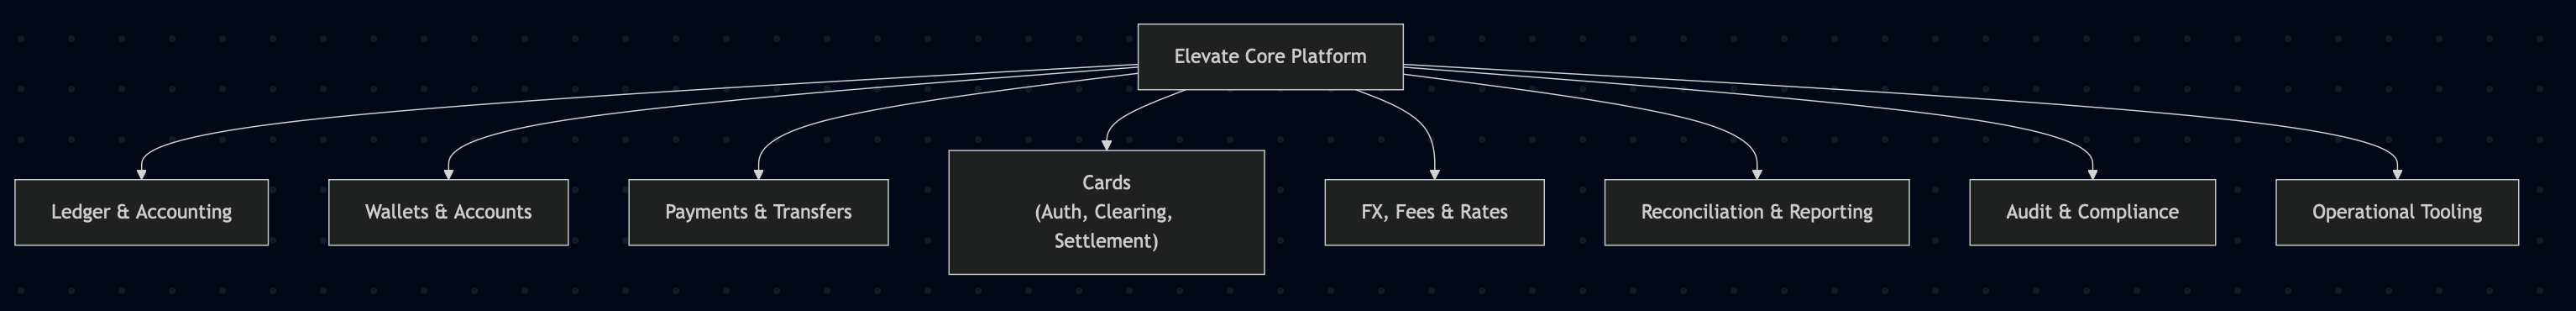 Elevate Core Platform
Ledger & Accounting
Wallets & Accounts
Payments & Transfers
Cards
(Auth, Clearing,
Settlement)
FX, Fees & Rates
Reconciliation & Reporting
Audit & Compliance
Operational Tooling